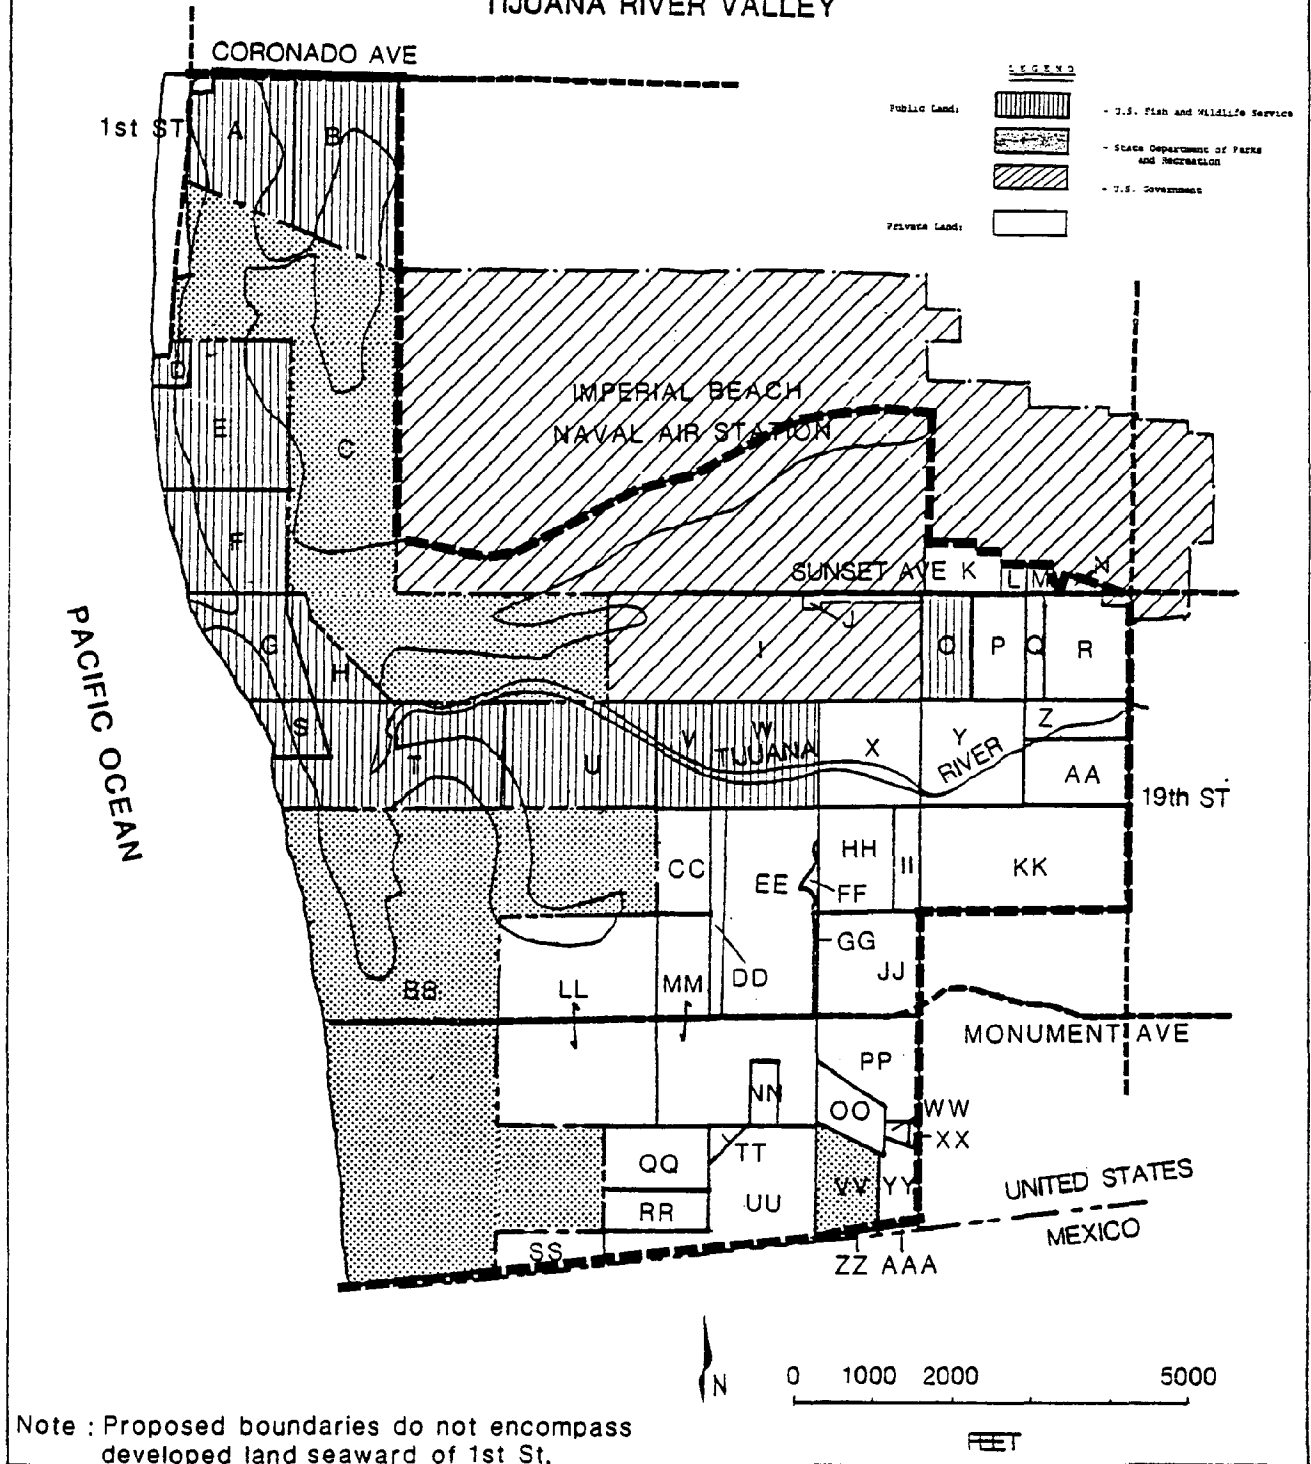 TIJUANA RIVER VALLEY
CORONADO AVE
LEGEND
Public Land:
- U.S. Fish and Wildlife Service
- State Department of Parks
and Recreation
- U.S. Government
Private Land:
1st ST
A
B
D
E
C
IMPERIAL BEACH
NAVAL AIR STATION
F
SUNSET AVE
K
L
M
N
G
H
I
J
O
P
Q
R
PACIFIC OCEAN
S
T
U
V
W
TIJUANA
X
Y
RIVER
Z
AA
19th ST
CC
EE
HH
II
FF
KK
GG
JJ
BB
LL
MM
DD
MONUMENT AVE
PP
NN
OO
WW
XX
QQ
TT
RR
UU
VV
YY
SS
UNITED STATES
MEXICO
ZZ
AAA
N
0 1000 2000 5000
FEET
Note : Proposed boundaries do not encompass
developed land seaward of 1st St.